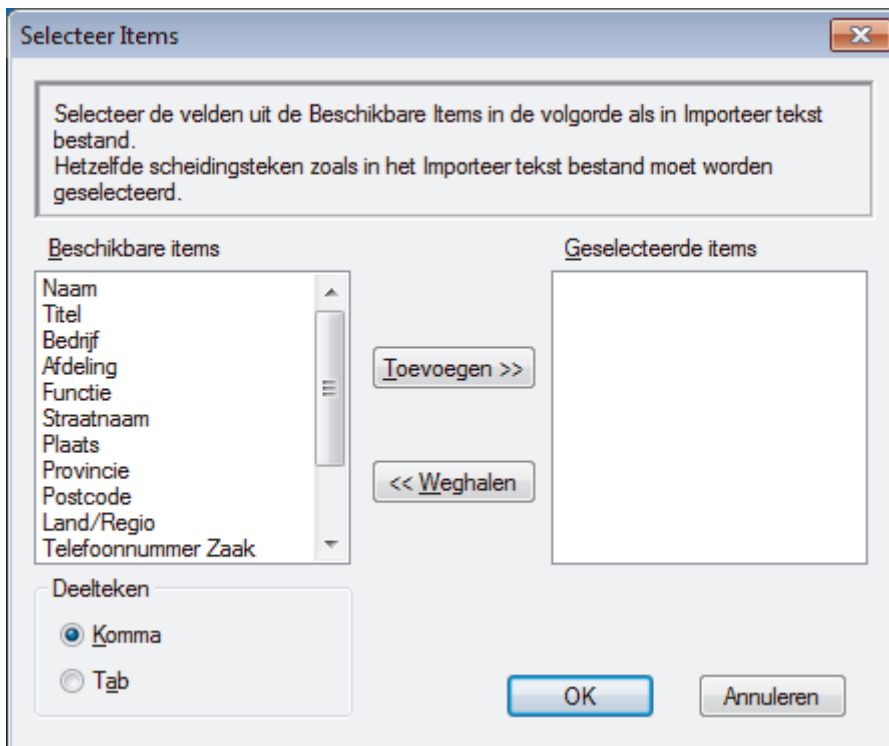 Selecteer Items
Selecteer de velden uit de Beschikbare Items in de volgorde als in Importeer tekst
bestand.
Hetzelfde scheidingsteken zoals in het Importeer tekst bestand moet worden
geselecteerd.
Beschikbare items
Geselecteerde items
Naam
Titel
Bedrijf
Afdeling
Functie
Straatnaam
Plaats
Provincie
Postcode
Land/Regio
Telefoonnummer Zaak
Toevoegen >>
<< Weghalen
Deelteken
Komma
Tab
OK
Annuleren